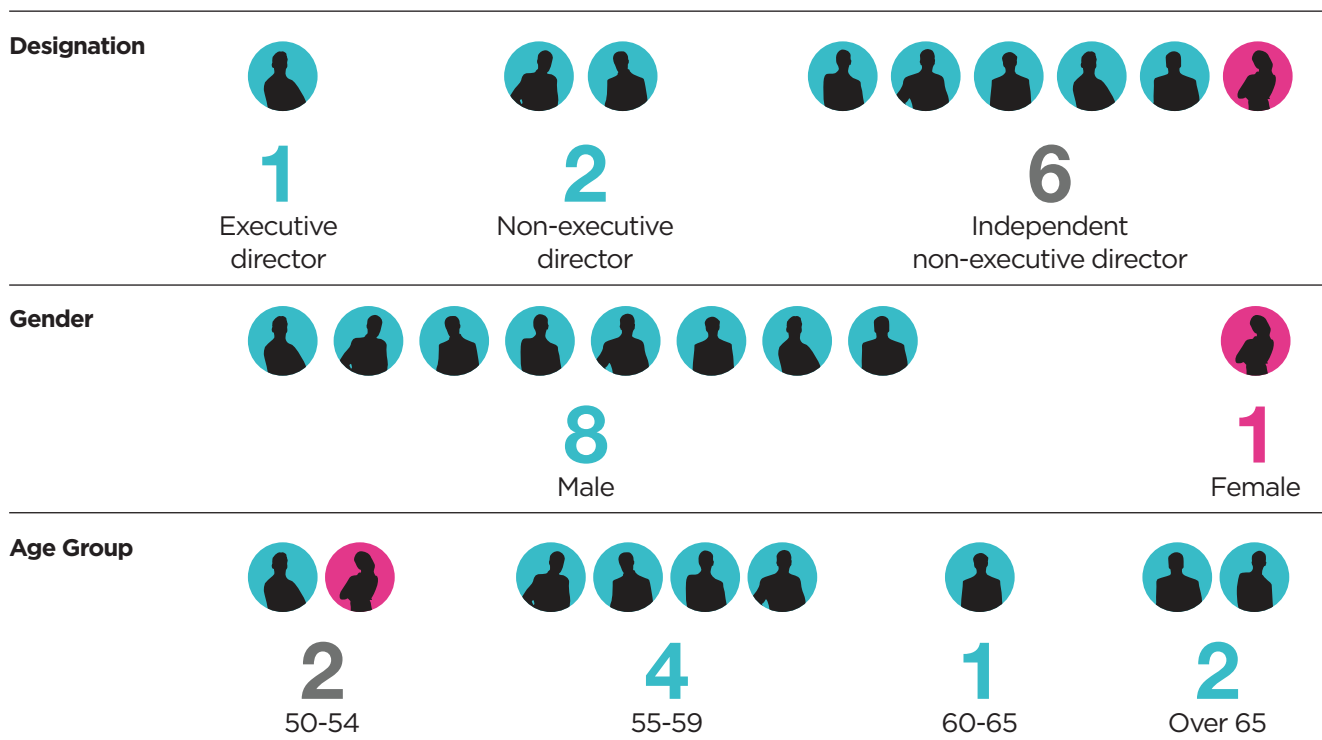 Designation
1 2 6
Executive director
Non-executive director
Independent non-executive director
Gender
8 1
Male Female
Age Group
2 4 1 2
50-54 55-59 60-65 Over 65